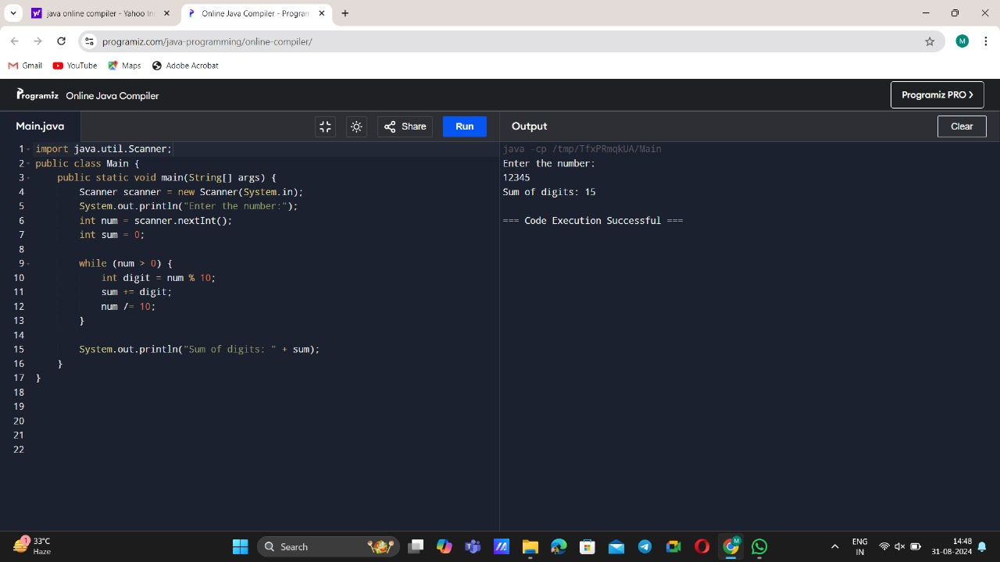 java online compiler - Yahoo In
Online Java Compiler - Program
programiz.com/java-programming/online-compiler/
M
Gmail
YouTube
Maps
Adobe Acrobat
Programiz
Online Java Compiler
Programiz PRO >
Main.java
Share
Run
Output
Clear
1 import java.util.Scanner;
2 public class Main {
3     public static void main(String[] args) {
4         Scanner scanner = new Scanner(System.in);
5         System.out.println("Enter the number:");
6         int num = scanner.nextInt();
7         int sum = 0;
8
9         while (num > 0) {
10             int digit = num % 10;
11             sum += digit;
12             num /= 10;
13         }
14
15         System.out.println("Sum of digits: " + sum);
16     }
17 }
18
19
20
21
22
java -cp /tmp/TfxPRmqkUA/Main
Enter the number:
12345
Sum of digits: 15
=== Code Execution Successful ===
1
33°C
Haze
Search
M
ENG
IN
14:48
31-08-2024